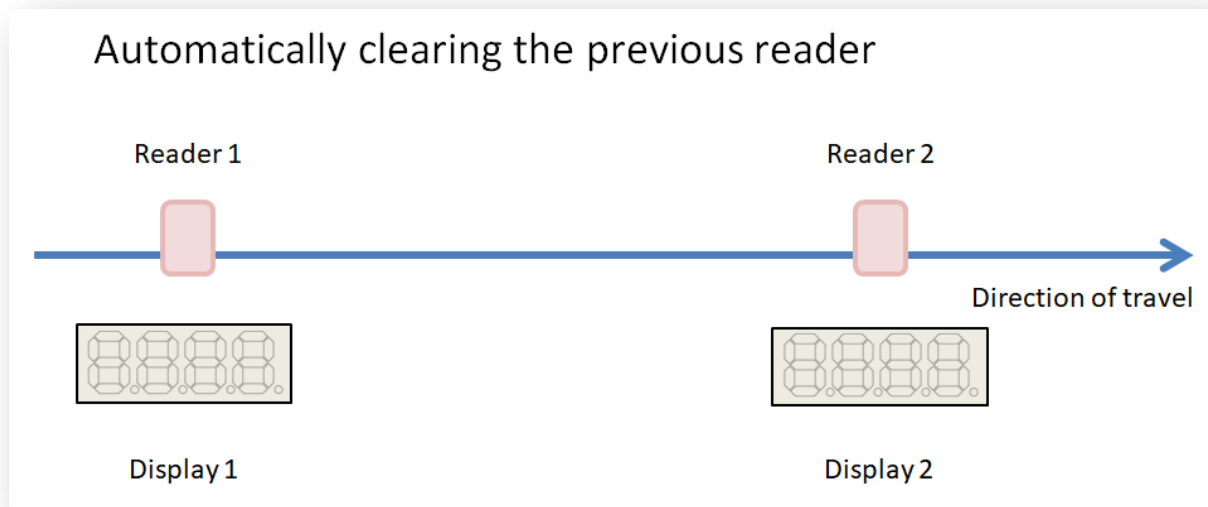 Automatically clearing the previous reader
Reader 1
Reader 2
Direction of travel
Display 1
Display 2